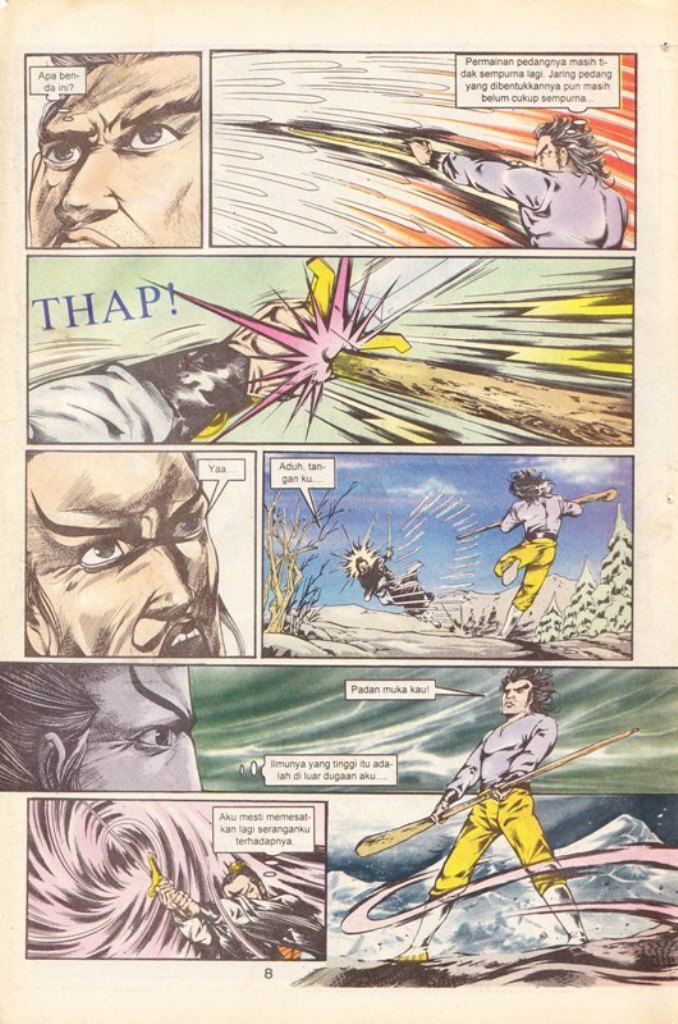 Apa ben-
da ini?
Permainan pedangnya masih ti-
dak sempurna lagi. Jaring pedang
yang dibentukkannya pun masih
belum cukup sempurna...
THAP!
Yaa....
Aduh, tan-
gan ku....
Padan muka kau!
Ilmunya yang tinggi itu ada-
lah di luar dugaan aku....
Aku mesti memesat-
kan lagi seranganku
terhadapnya.
8